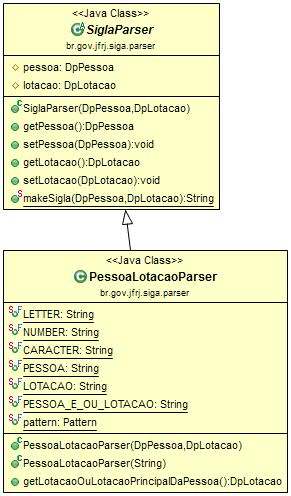 <<Java Class>>
SiglaParser
br.gov.jfrj.siga.parser
pessoa: DpPessoa
lotacao: DpLotacao
SiglaParser(DpPessoa,DpLotacao)
getPessoa():DpPessoa
setPessoa(DpPessoa):void
getLotacao():DpLotacao
setLotacao(DpLotacao):void
makeSigla(DpPessoa,DpLotacao):String
<<Java Class>>
PessoaLotacaoParser
br.gov.jfrj.siga.parser
LETTER: String
NUMBER: String
CARACTER: String
PESSOA: String
LOTACAO: String
PESSOA_E_OU_LOTACAO: String
pattern: Pattern
PessoaLotacaoParser(DpPessoa,DpLotacao)
PessoaLotacaoParser(String)
getLotacaoOuLotacaoPrincipalDaPessoa():DpLotacao